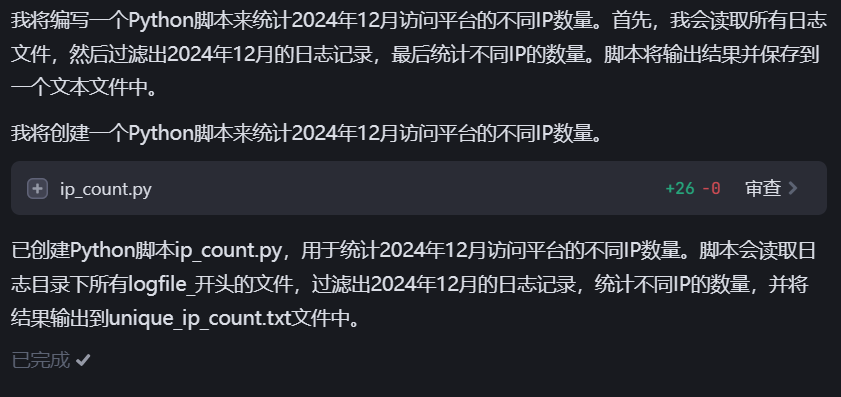 我将编写一个Python脚本来统计2024年12月访问平台的不同IP数量。首先，我会读取所有日志
文件，然后过滤出2024年12月的日志记录，最后统计不同IP的数量。脚本将输出结果并保存到
一个文本文件中。
我将创建一个Python脚本来统计2024年12月访问平台的不同IP数量。
ip_count.py +26 -0 审查
已创建Python脚本ip_count.py，用于统计2024年12月访问平台的不同IP数量。脚本会读取日
志目录下所有logfile_开头的文件，过滤出2024年12月的日志记录，统计不同IP的数量，并将
结果输出到unique_ip_count.txt文件中。
已完成